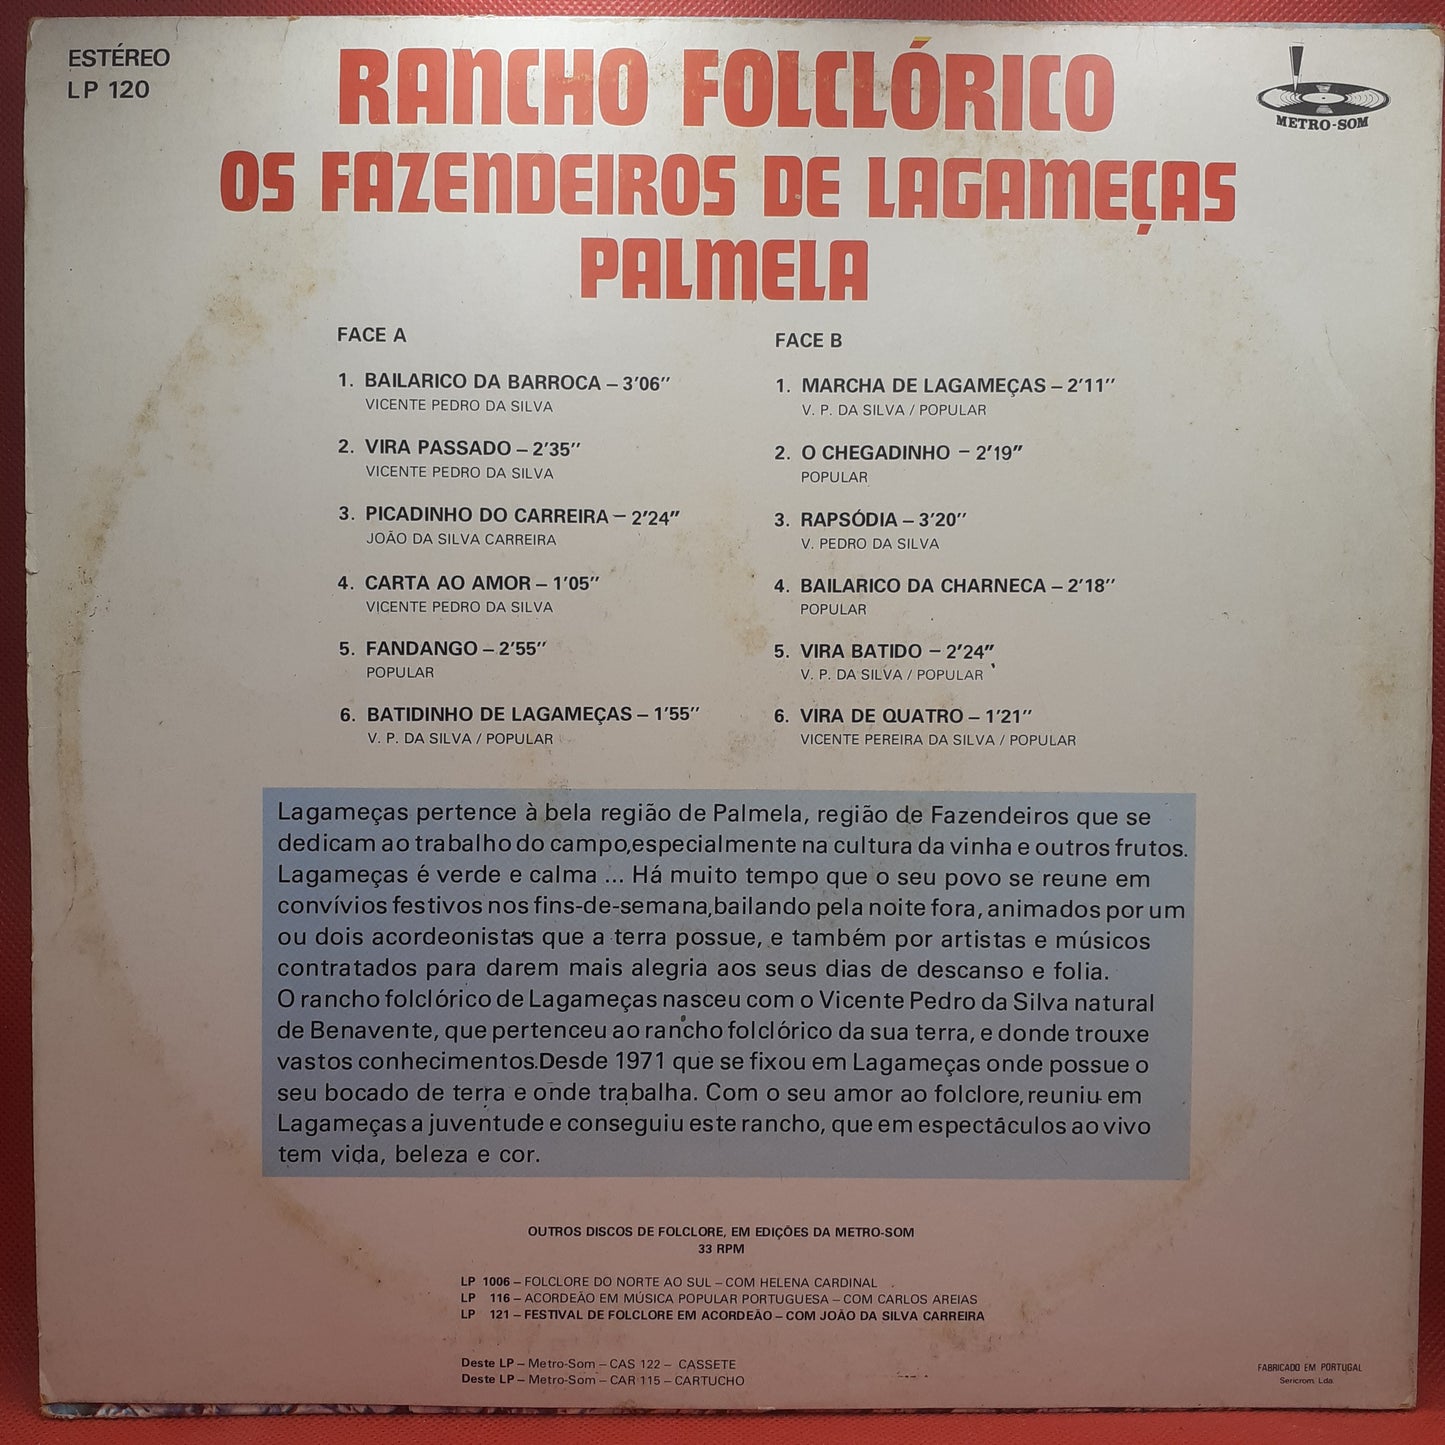 ESTÉREO
LP 120
RANCHO FOLCLÓRICO
OS FAZENDEIROS DE LAGAMEÇAS
PALMELA
METRO-SOM
FACE A
1. BAILARICO DA BARROCA – 3'06''
VICENTE PEDRO DA SILVA
2. VIRA PASSADO – 2'35''
VICENTE PEDRO DA SILVA
3. PICADINHO DO CARREIRA – 2'24"
JOÃO DA SILVA CARREIRA
4. CARTA AO AMOR – 1'05''
VICENTE PEDRO DA SILVA
5. FANDANGO – 2'55''
POPULAR
6. BATIDINHO DE LAGAMEÇAS – 1'55''
V. P. DA SILVA / POPULAR
FACE B
1. MARCHA DE LAGAMEÇAS – 2'11''
V. P. DA SILVA / POPULAR
2. O CHEGADINHO – 2'19"
POPULAR
3. RAPSÓDIA – 3'20''
V. PEDRO DA SILVA
4. BAILARICO DA CHARNECA – 2'18''
POPULAR
5. VIRA BATIDO – 2'24"
V. P. DA SILVA / POPULAR
6. VIRA DE QUATRO – 1'21''
VICENTE PEREIRA DA SILVA / POPULAR
Lagameças pertence à bela região de Palmela, região de Fazendeiros que se
dedicam ao trabalho do campo,especialmente na cultura da vinha e outros frutos.
Lagameças é verde e calma ... Há muito tempo que o seu povo se reune em
convívios festivos nos fins-de-semana,bailando pela noite fora, animados por um
ou dois acordeonistas que a terra possue, e também por artistas e músicos
contratados para darem mais alegria aos seus dias de descanso e folia.
O rancho folclórico de Lagameças nasceu com o Vicente Pedro da Silva natural
de Benavente, que pertenceu ao rancho folclórico da sua terra, e donde trouxe
vastos conhecimentos.Desde 1971 que se fixou em Lagameças onde possue o
seu bocado de terra e onde trabalha. Com o seu amor ao folclore,reuniu em
Lagameças a juventude e conseguiu este rancho, que em espectáculos ao vivo
tem vida, beleza e cor.
OUTROS DISCOS DE FOLCLORE, EM EDIÇÕES DA METRO-SOM
33 RPM
LP 1006 – FOLCLORE DO NORTE AO SUL – COM HELENA CARDINAL
LP 116 – ACORDEÃO EM MÚSICA POPULAR PORTUGUESA – COM CARLOS AREIAS
LP 121 – FESTIVAL DE FOLCLORE EM ACORDEÃO – COM JOÃO DA SILVA CARREIRA
Deste LP – Metro-Som – CAS 122 – CASSETE
Deste LP – Metro-Som – CAR 115 – CARTUCHO
FABRICADO EM PORTUGAL
Sericrom, Lda